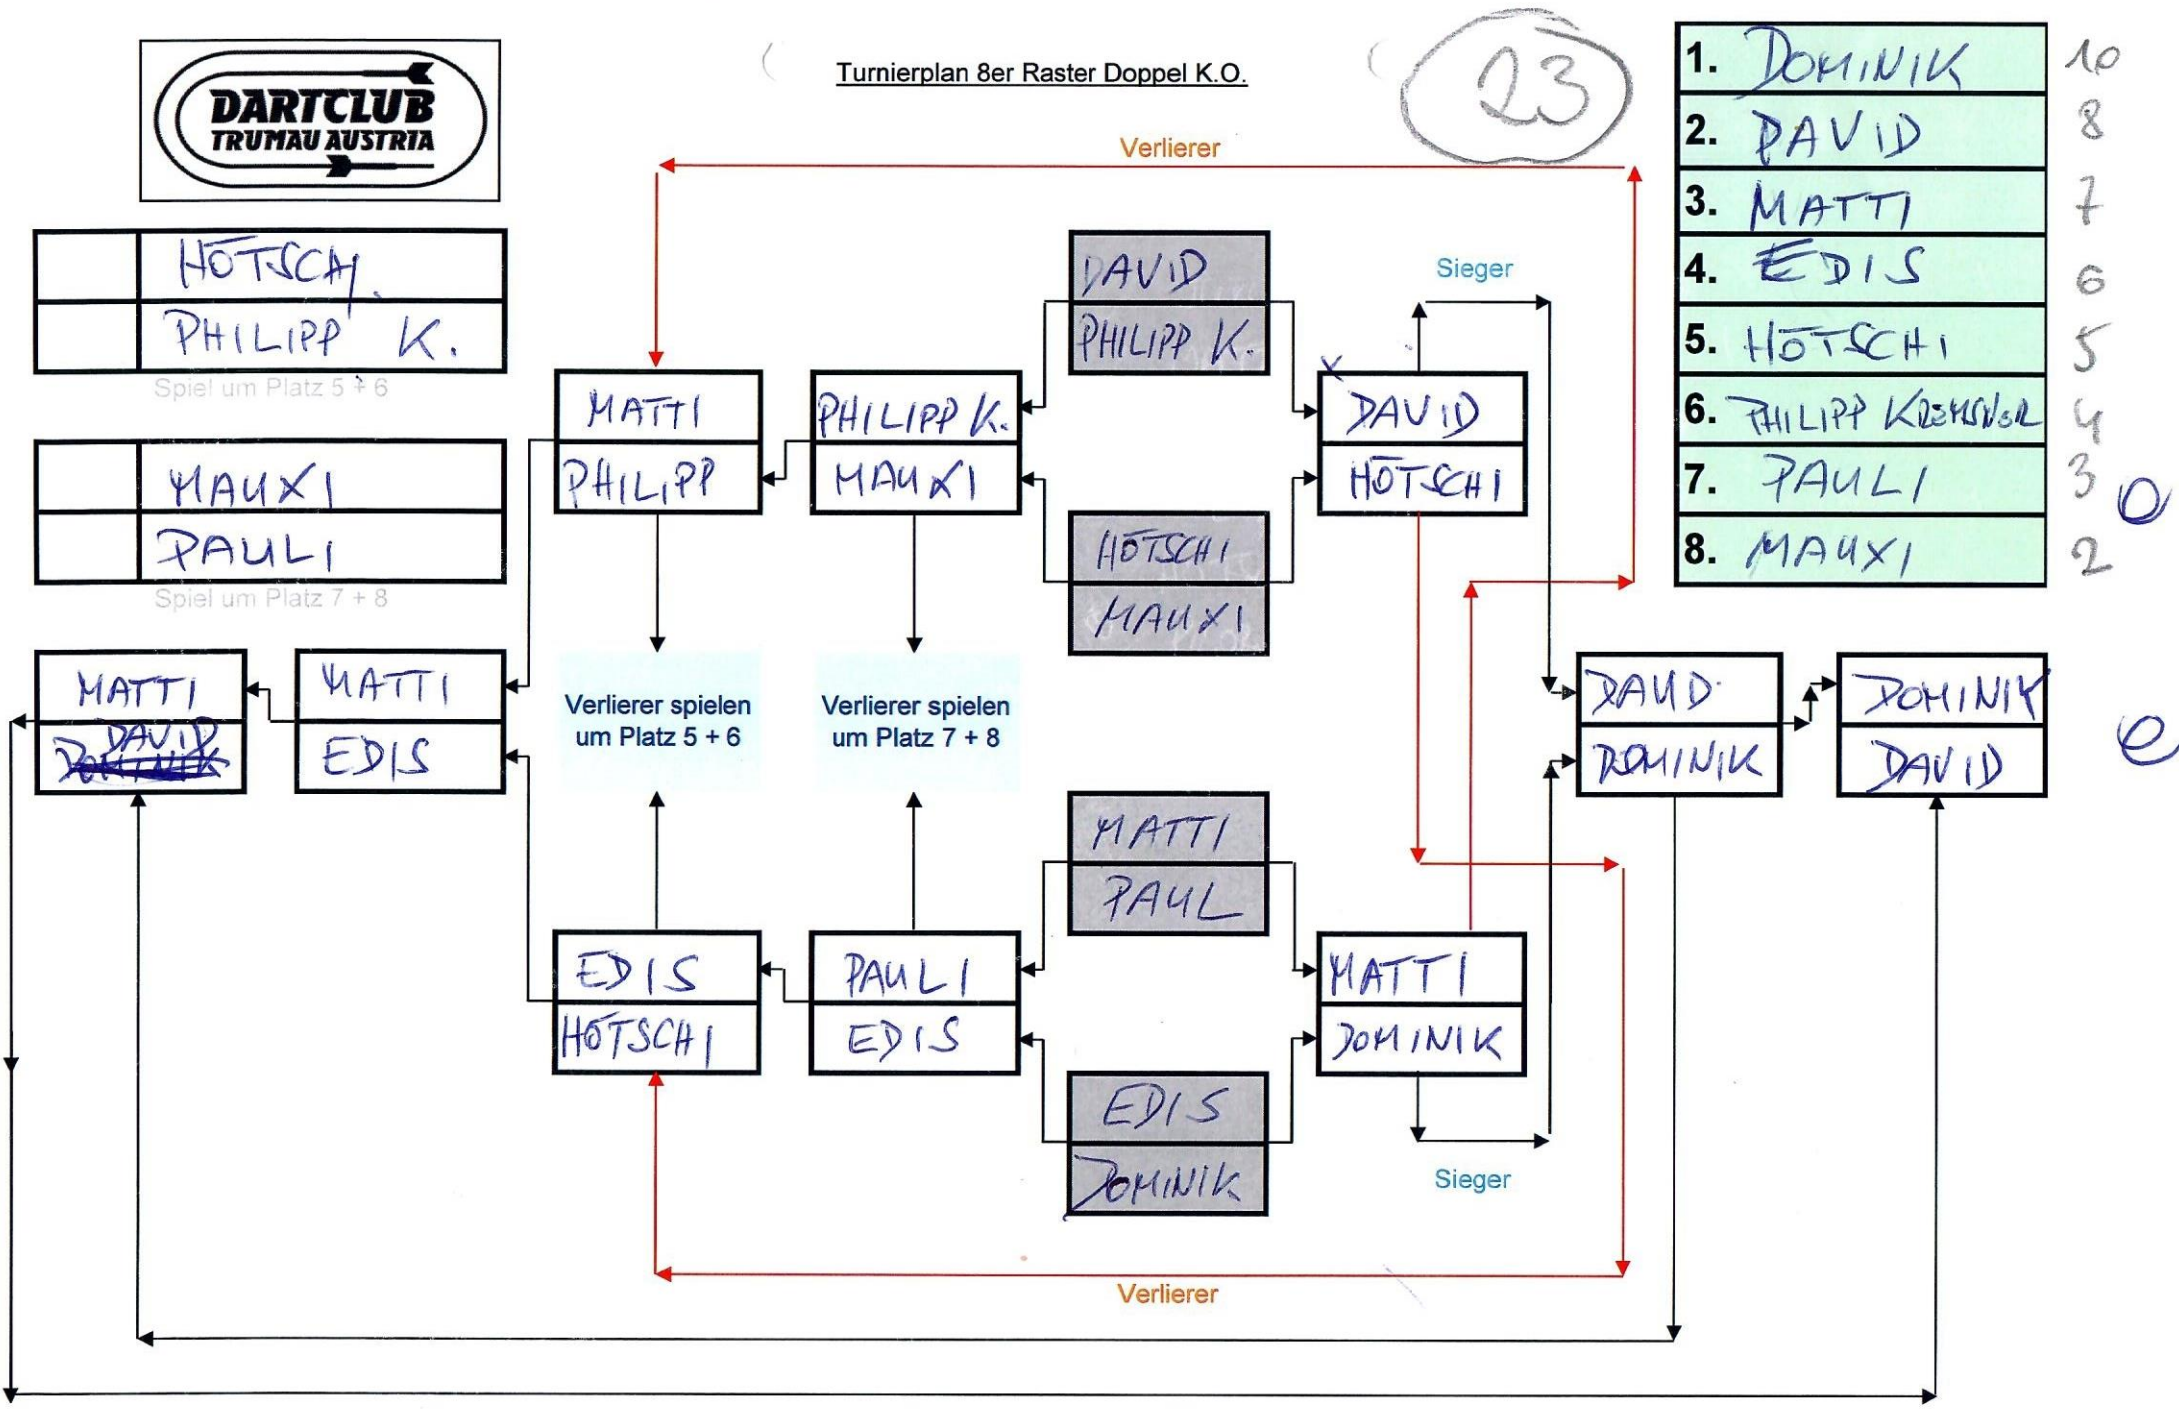 Turnierplan 8er Raster Doppel K.O.
23
DARTCLUB
TRUMAU AUSTRIA
1. DOMINIK 10
2. DAVID 8
3. MATTI 7
4. EDIS 6
5. HÖTSCHI 5
6. PHILIPP KREMSNER 4
7. PAULI 3
8. MAUXI 2
Verlierer
HÖTSCHI
PHILIPP K.
Spiel um Platz 5 + 6
MAUXI
PAULI
Spiel um Platz 7 + 8
DAVID
PHILIPP K.
Sieger
MATTI
PHILIPP
PHILIPP K.
MAUXI
DAVID
HÖTSCHI
HÖTSCHI
MAUXI
MATTI
DAVID
DOMINIK
MATTI
EDIS
Verlierer spielen
um Platz 5 + 6
Verlierer spielen
um Platz 7 + 8
DAVID
DOMINIK
DOMINIK
DAVID
MATTI
PAUL
EDIS
HÖTSCHI
PAULI
EDIS
MATTI
DOMINIK
EDIS
DOMINIK
Sieger
Verlierer